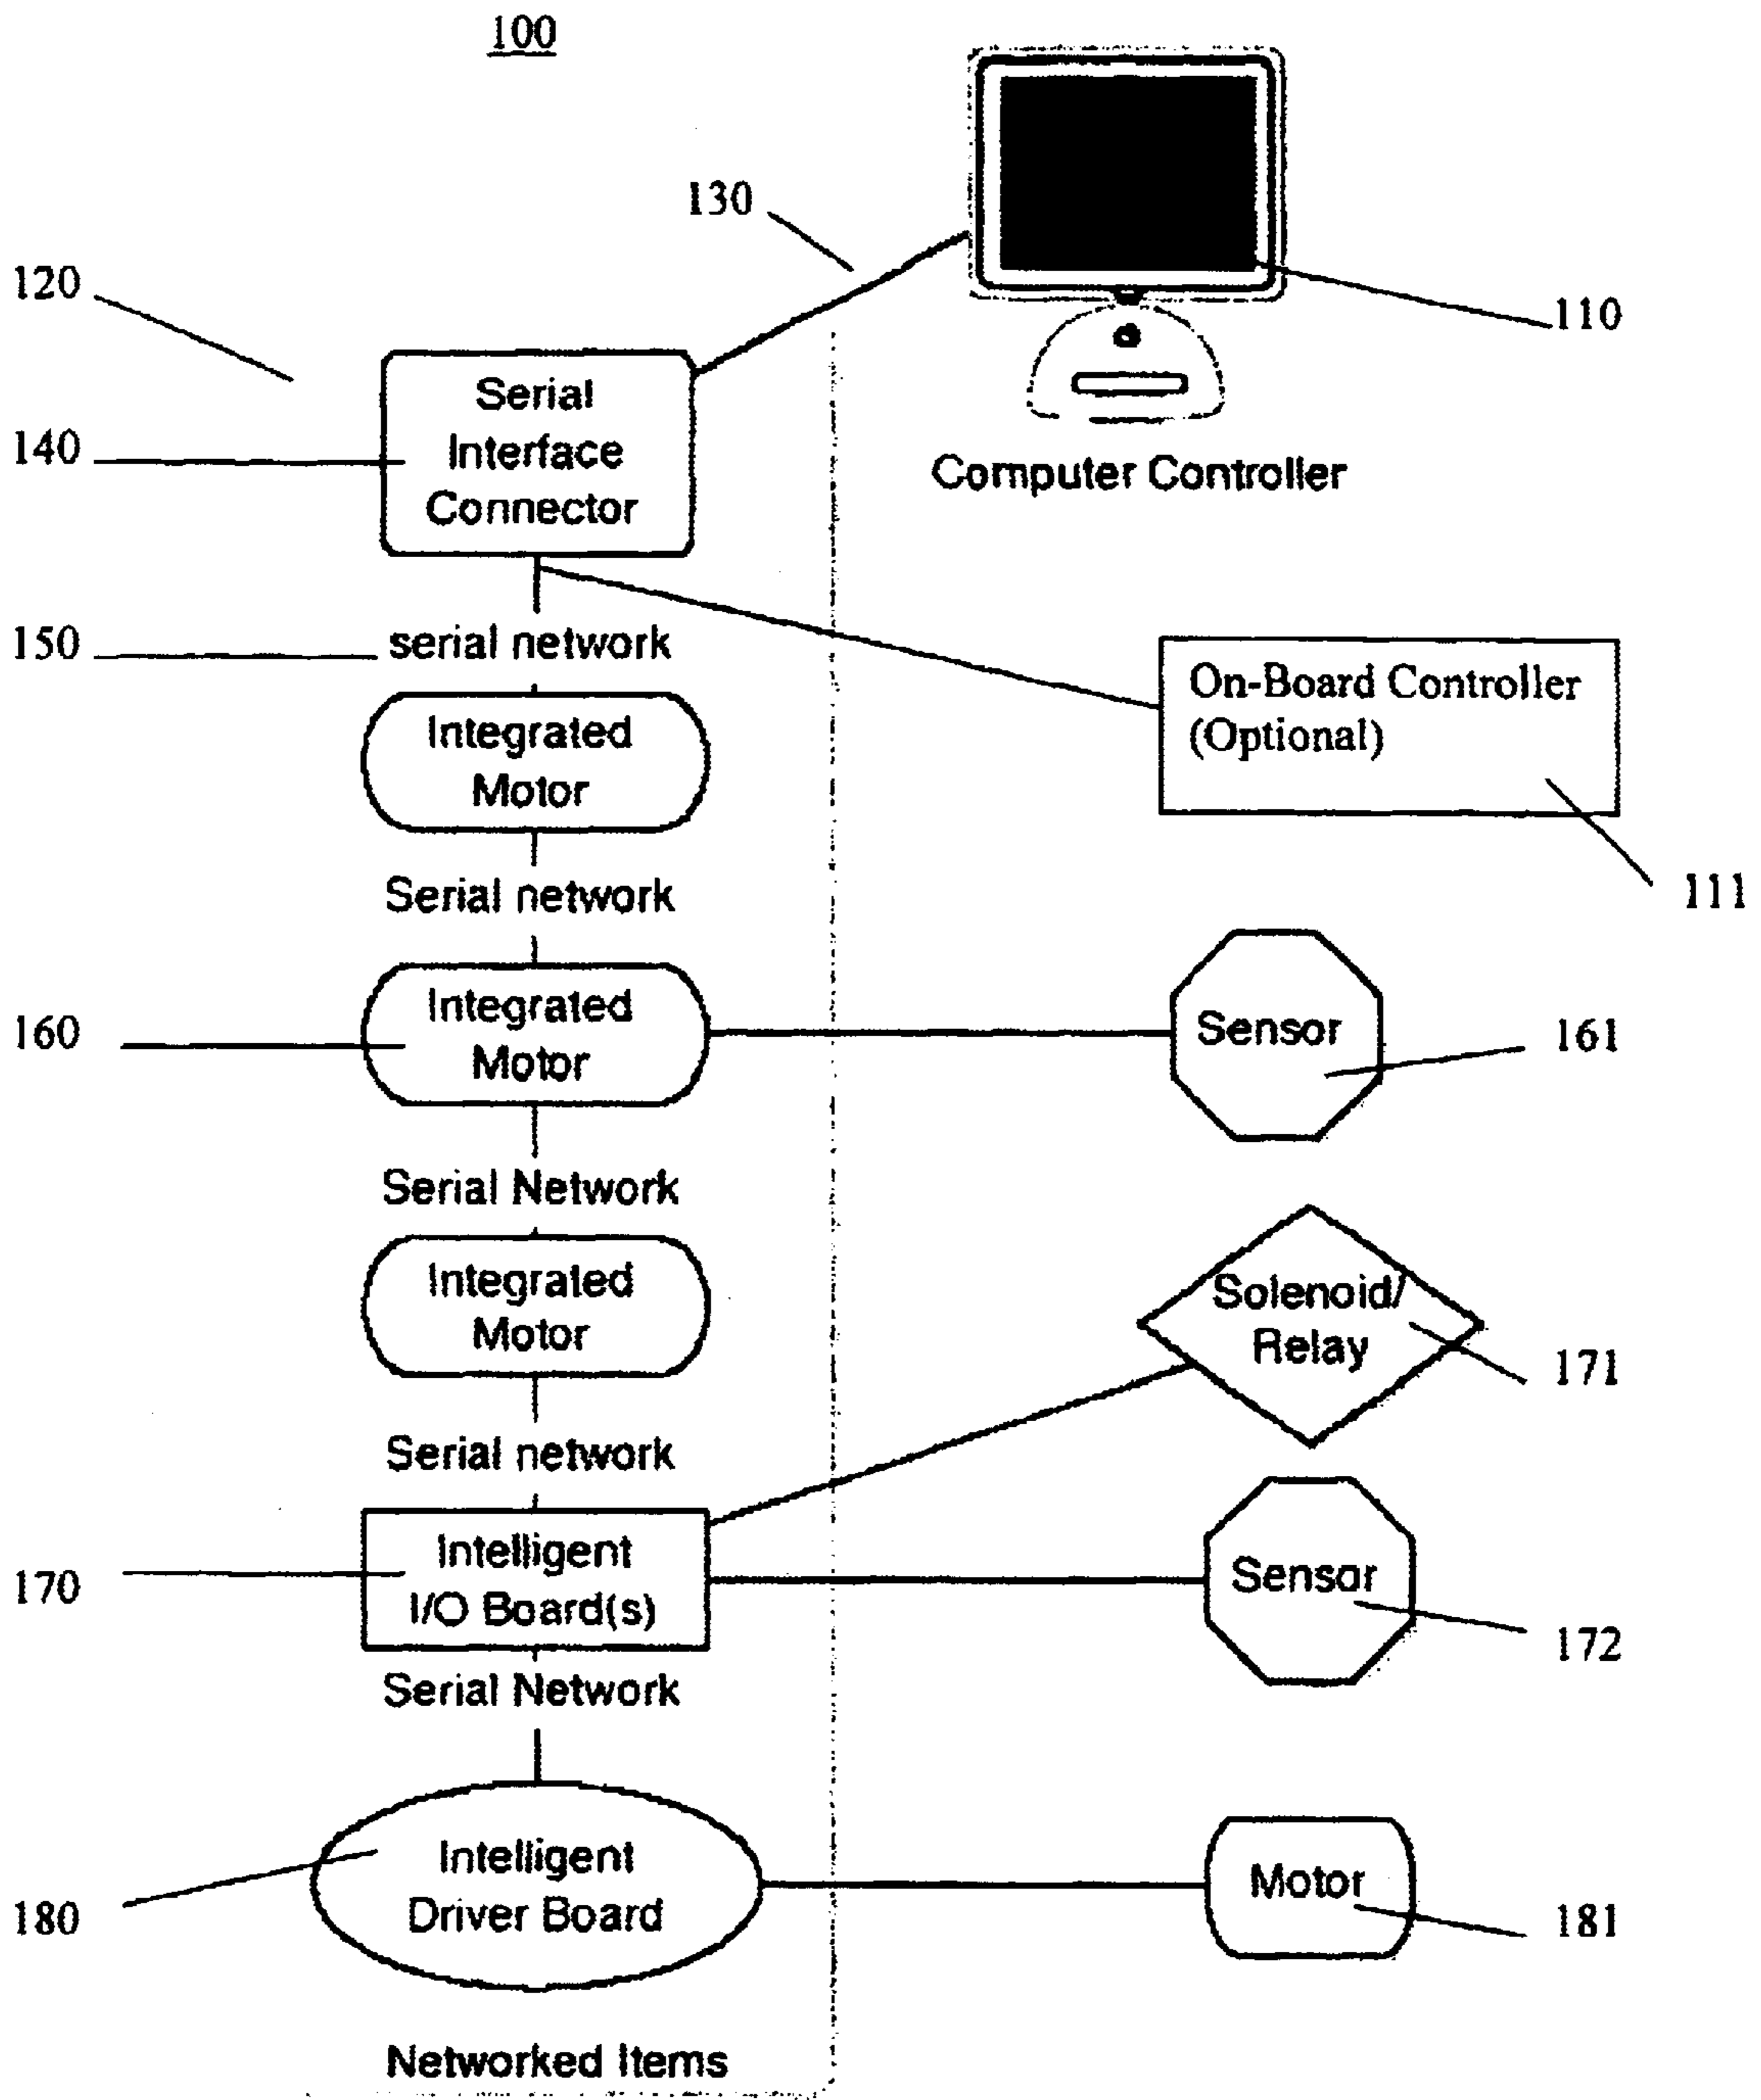 100
130
120
110
Serial
Interface
Connector
140
Computer Controller
150
serial network
On-Board Controller
(Optional)
111
Integrated
Motor
Serial network
160
Integrated
Motor
Sensor
161
Serial Network
Integrated
Motor
Solenoid/
Relay
171
Serial network
170
Intelligent
I/O Board(s)
Sensor
172
Serial Network
180
Intelligent
Driver Board
Motor
181
Networked Items